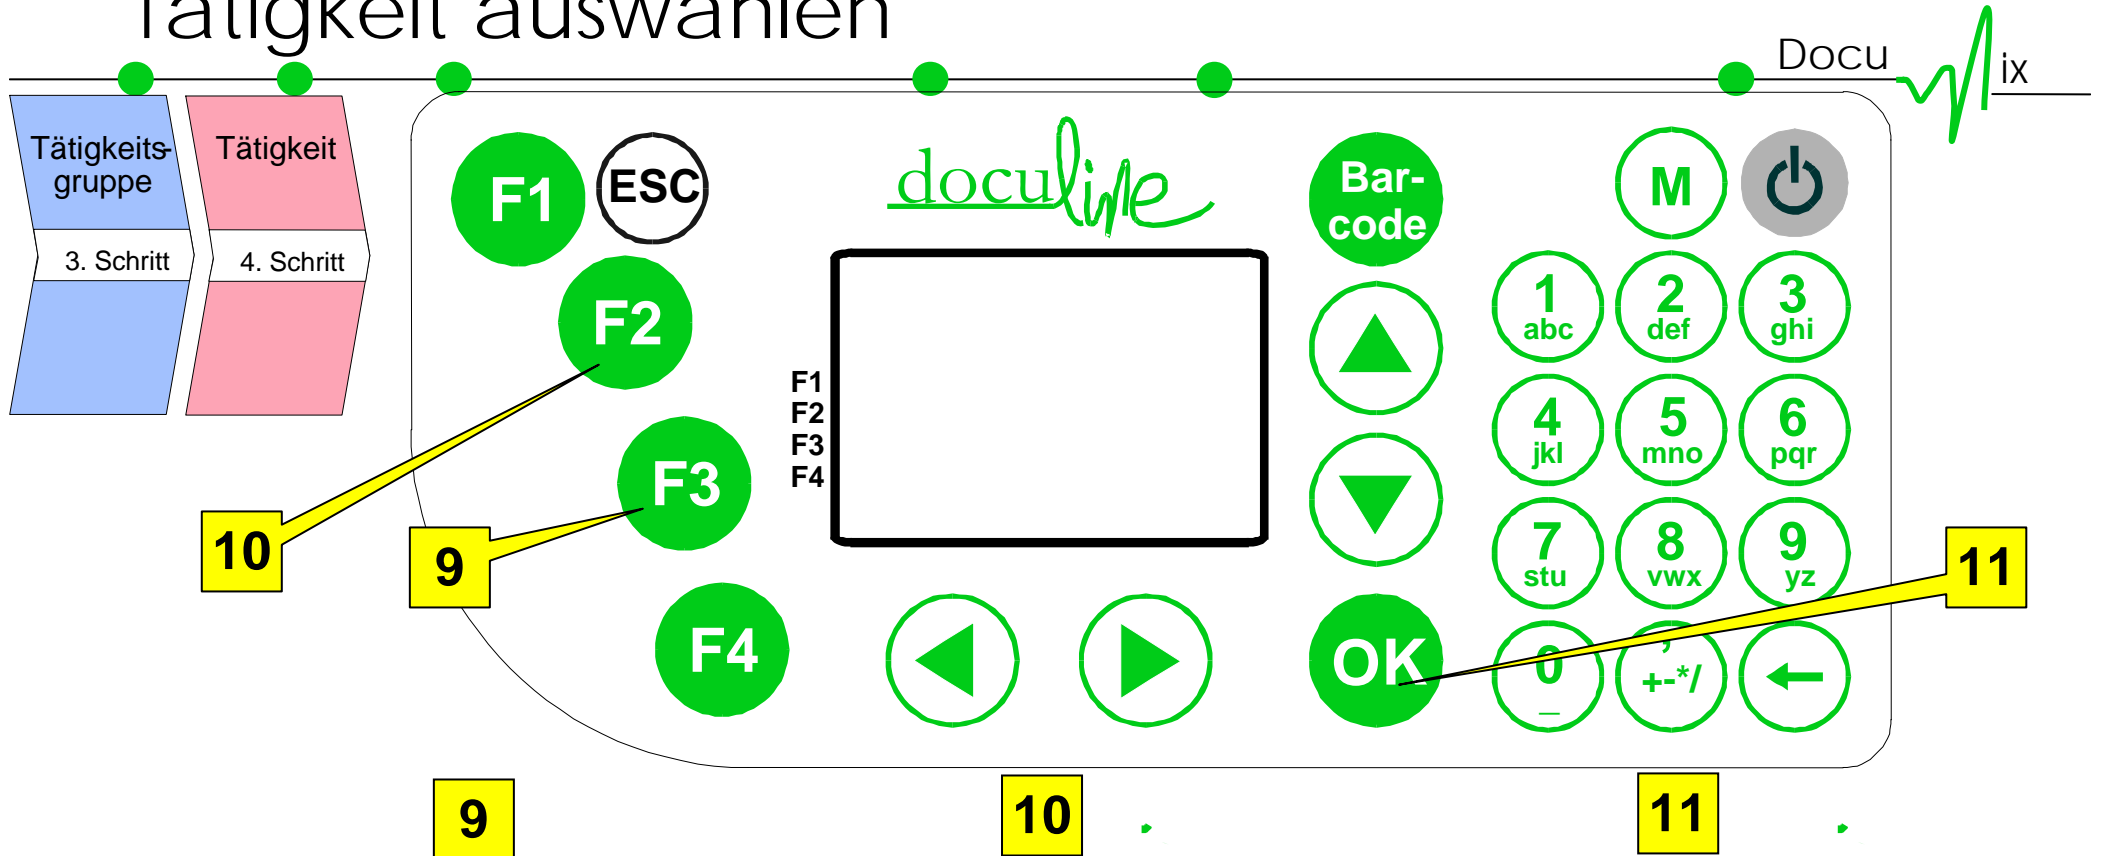 Tätigkeit auswählen
Docu ix
Tätigkeits-
gruppe
3. Schritt
Tätigkeit
4. Schritt
F1
ESC
doculine
Bar-
code
M
F2
1
abc
2
def
3
ghi
F1
F2
F3
F4
4
jkl
5
mno
6
pqr
F3
10
9
7
stu
8
vwx
9
yz
11
F4
OK
0
_
,
+-*/
9
10
11